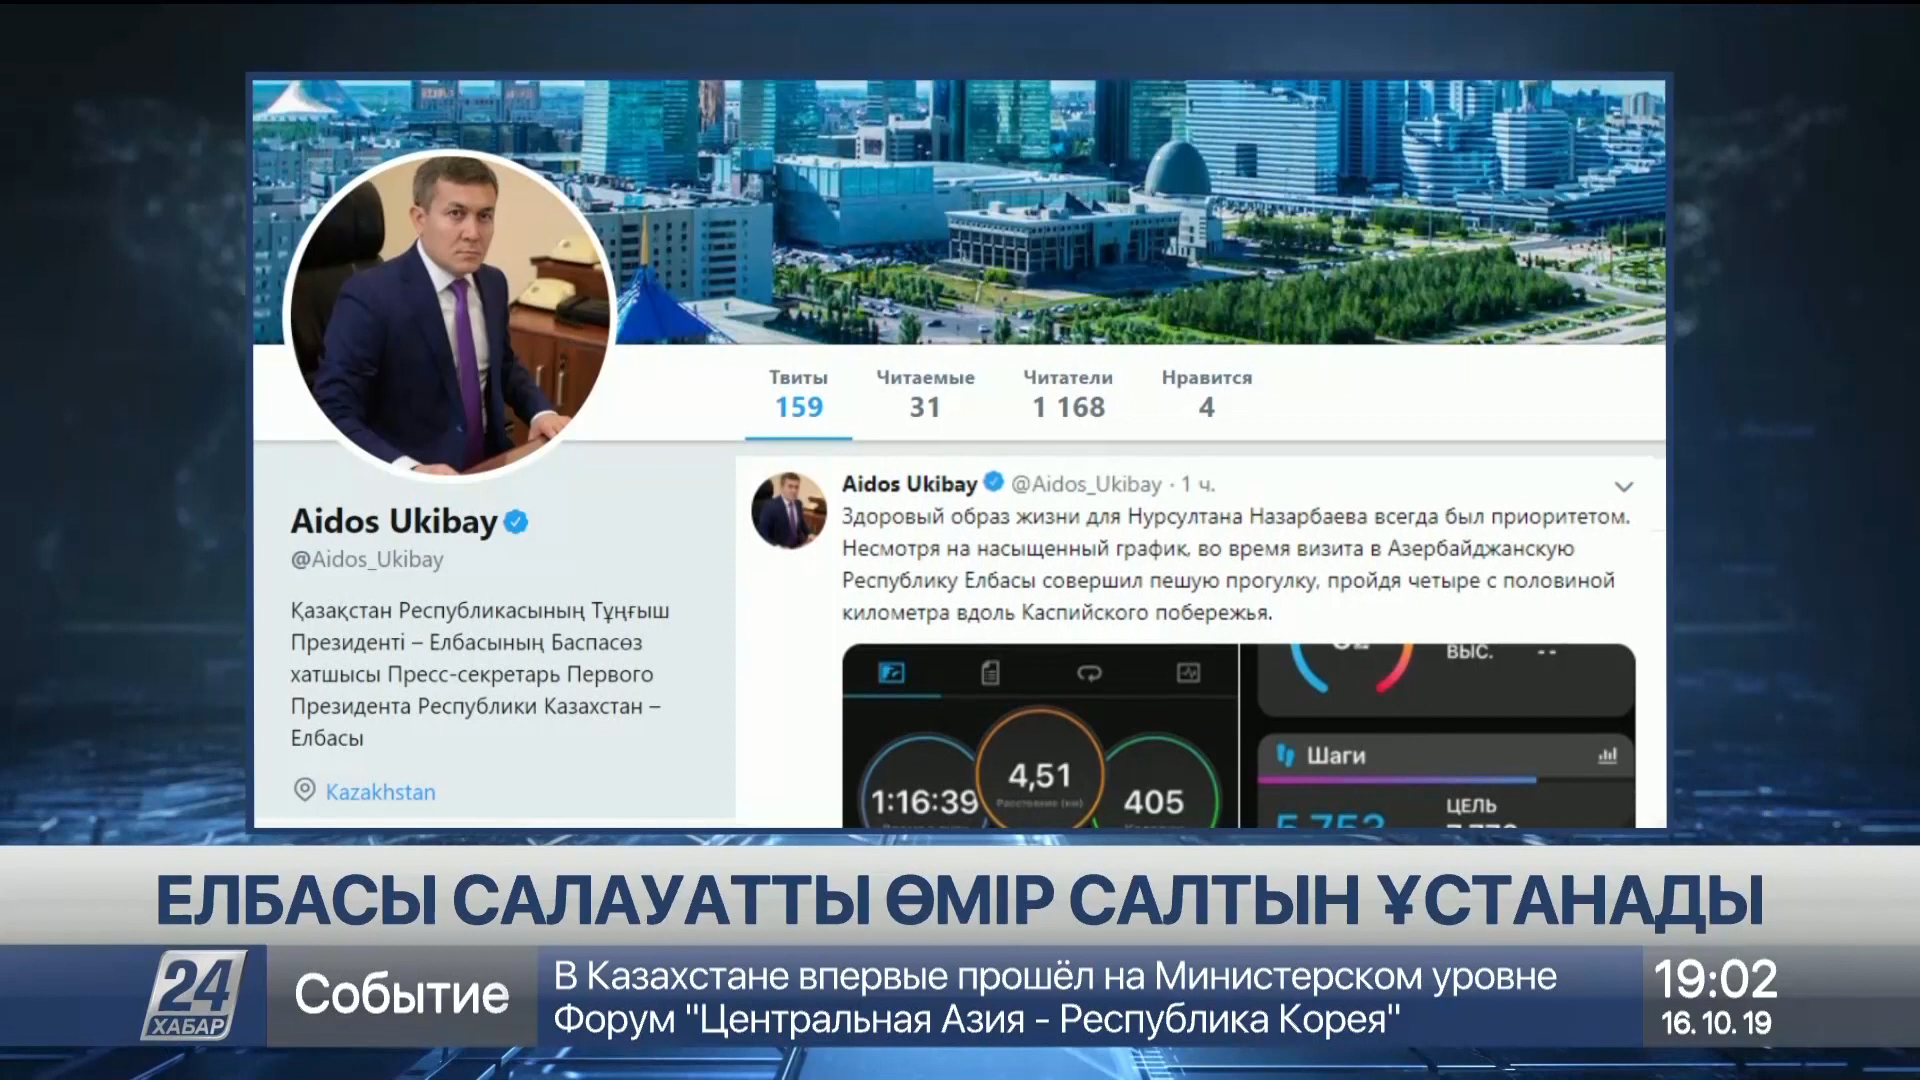 Твиты Читаемые Читатели Нравится
159 31 1 168 4
Aidos Ukibay
@Aidos_Ukibay
Қазақстан Республикасының Тұңғыш
Президенті – Елбасының Баспасөз
хатшысы Пресс-секретарь Первого
Президента Республики Казахстан –
Елбасы
Kazakhstan
Aidos Ukibay @Aidos_Ukibay · 1 ч.
Здоровый образ жизни для Нурсултана Назарбаева всегда был приоритетом.
Несмотря на насыщенный график, во время визита в Азербайджанскую
Республику Елбасы совершил пешую прогулку, пройдя четыре с половиной
километра вдоль Каспийского побережья.
1:16:39
4,51
Расстояние (км)
405
ВЫС. --
Шаги
5 753
ЦЕЛЬ
ЕЛБАСЫ САЛАУАТТЫ ӨМІР САЛТЫН ҰСТАНАДЫ
24
ХАБАР
Событие
В Казахстане впервые прошёл на Министерском уровне
Форум "Центральная Азия - Республика Корея"
19:02
16. 10. 19